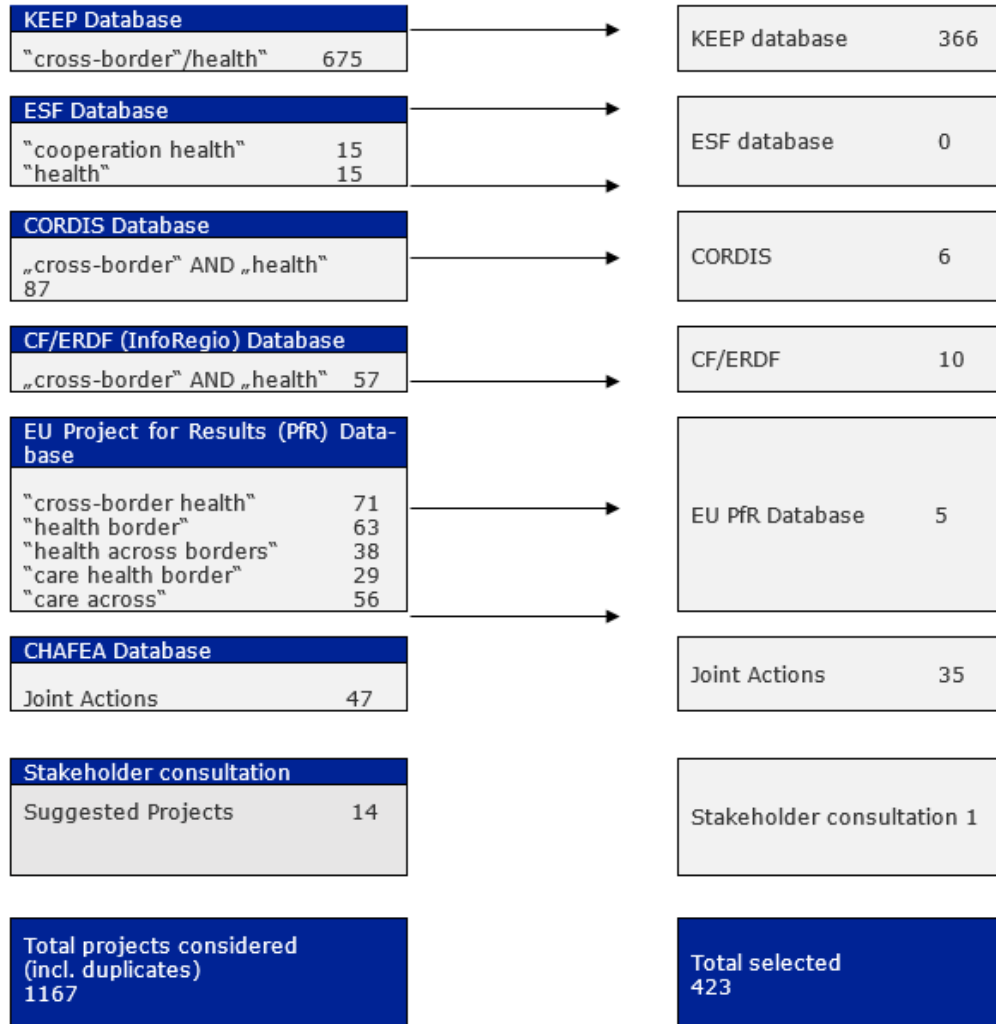 KEEP Database
‟cross-border‟/health‟ 675
ESF Database
‟cooperation health‟ 15
‟health‟ 15
CORDIS Database
„cross-border‟ AND „health‟
87
CF/ERDF (InfoRegio) Database
„cross-border‟ AND „health‟ 57
EU Project for Results (PfR) Data-
base
‟cross-border health‟ 71
‟health border‟ 63
‟health across borders‟ 38
‟care health border‟ 29
‟care across‟ 56
CHAFEA Database
Joint Actions 47
Stakeholder consultation
Suggested Projects 14
Total projects considered
(incl. duplicates)
1167
KEEP database 366
ESF database 0
CORDIS 6
CF/ERDF 10
EU PfR Database 5
Joint Actions 35
Stakeholder consultation 1
Total selected
423